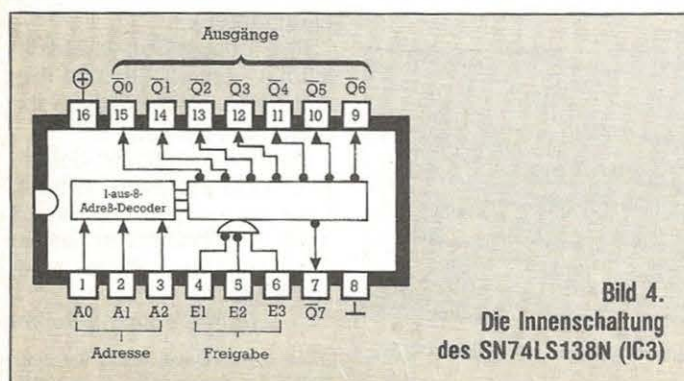 Ausgänge
Q̅0 Q̅1 Q̅2 Q̅3 Q̅4 Q̅5 Q̅6
16 15 14 13 12 11 10 9
1-aus-8-
Adreß-Decoder
1 2 3 4 5 6 7 8
A0 A1 A2 E1 E2 E3 Q̅7
Adresse Freigabe
Bild 4.
Die Innenschaltung
des SN74LS138N (IC3)